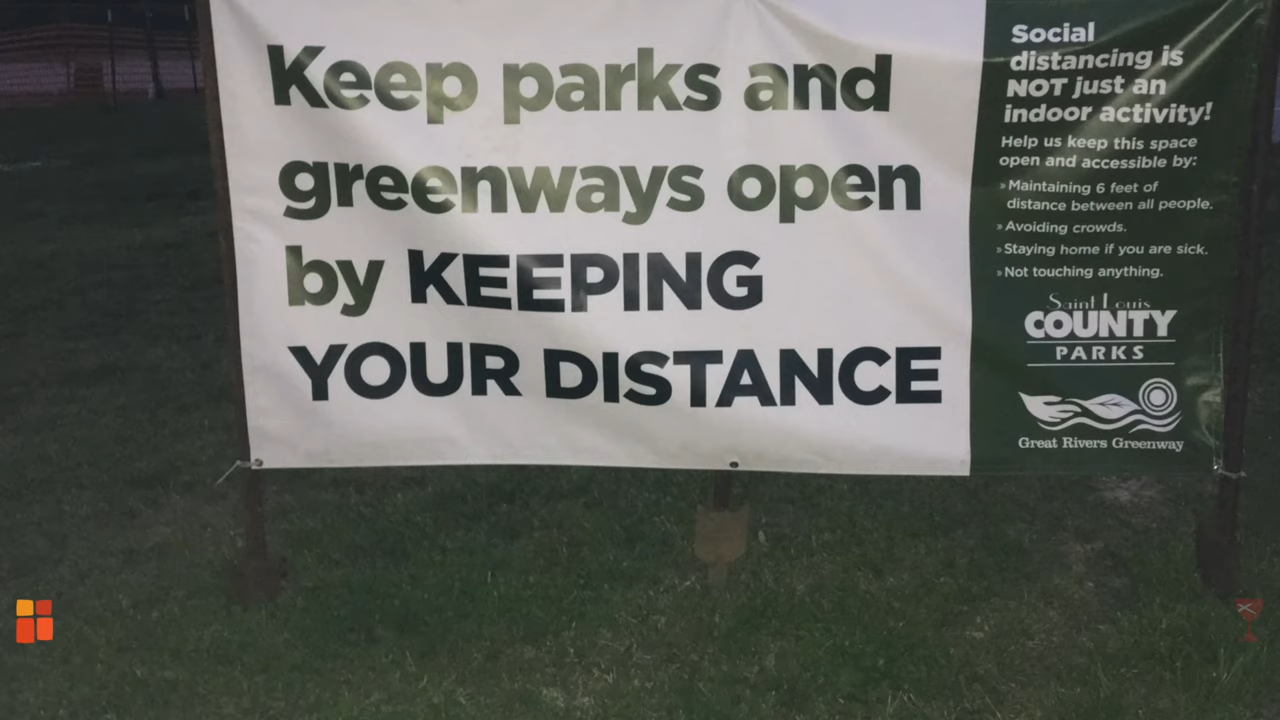 Keep parks and
greenways open
by KEEPING
YOUR DISTANCE
Social
distancing is
NOT just an
indoor activity!
Help us keep this space
open and accessible by:
» Maintaining 6 feet of
distance between all people.
» Avoiding crowds.
» Staying home if you are sick.
» Not touching anything.
Saint Louis
COUNTY
PARKS
Great Rivers Greenway